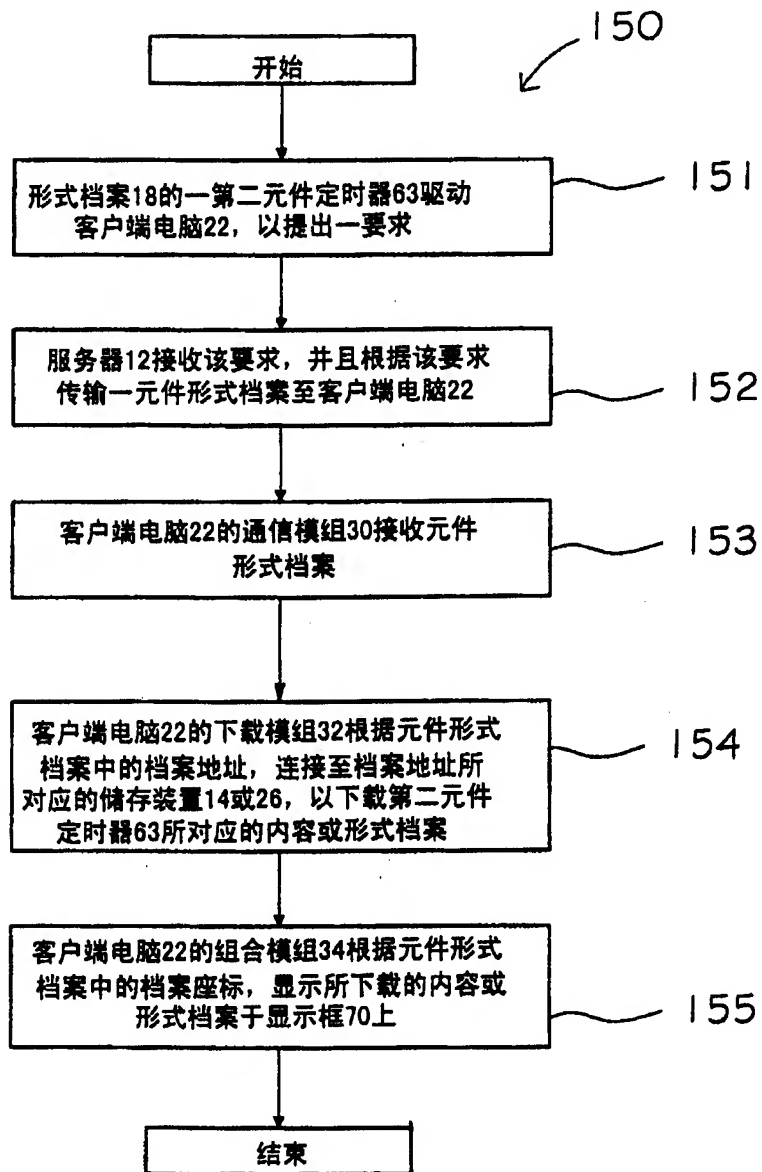 150
开始
形式档案18的一第二元件定时器63驱动
客户端电脑22，以提出一要求
151
服务器12接收该要求，并且根据该要求
传输一元件形式档案至客户端电脑22
152
客户端电脑22的通信模组30接收元件
形式档案
153
客户端电脑22的下载模组32根据元件形式
档案中的档案地址，连接至档案地址所
对应的储存装置14或26，以下载第二元件
定时器63所对应的内容或形式档案
154
客户端电脑22的组合模组34根据元件形式
档案中的档案座标，显示所下载的内容或
形式档案于显示框70上
155
结束